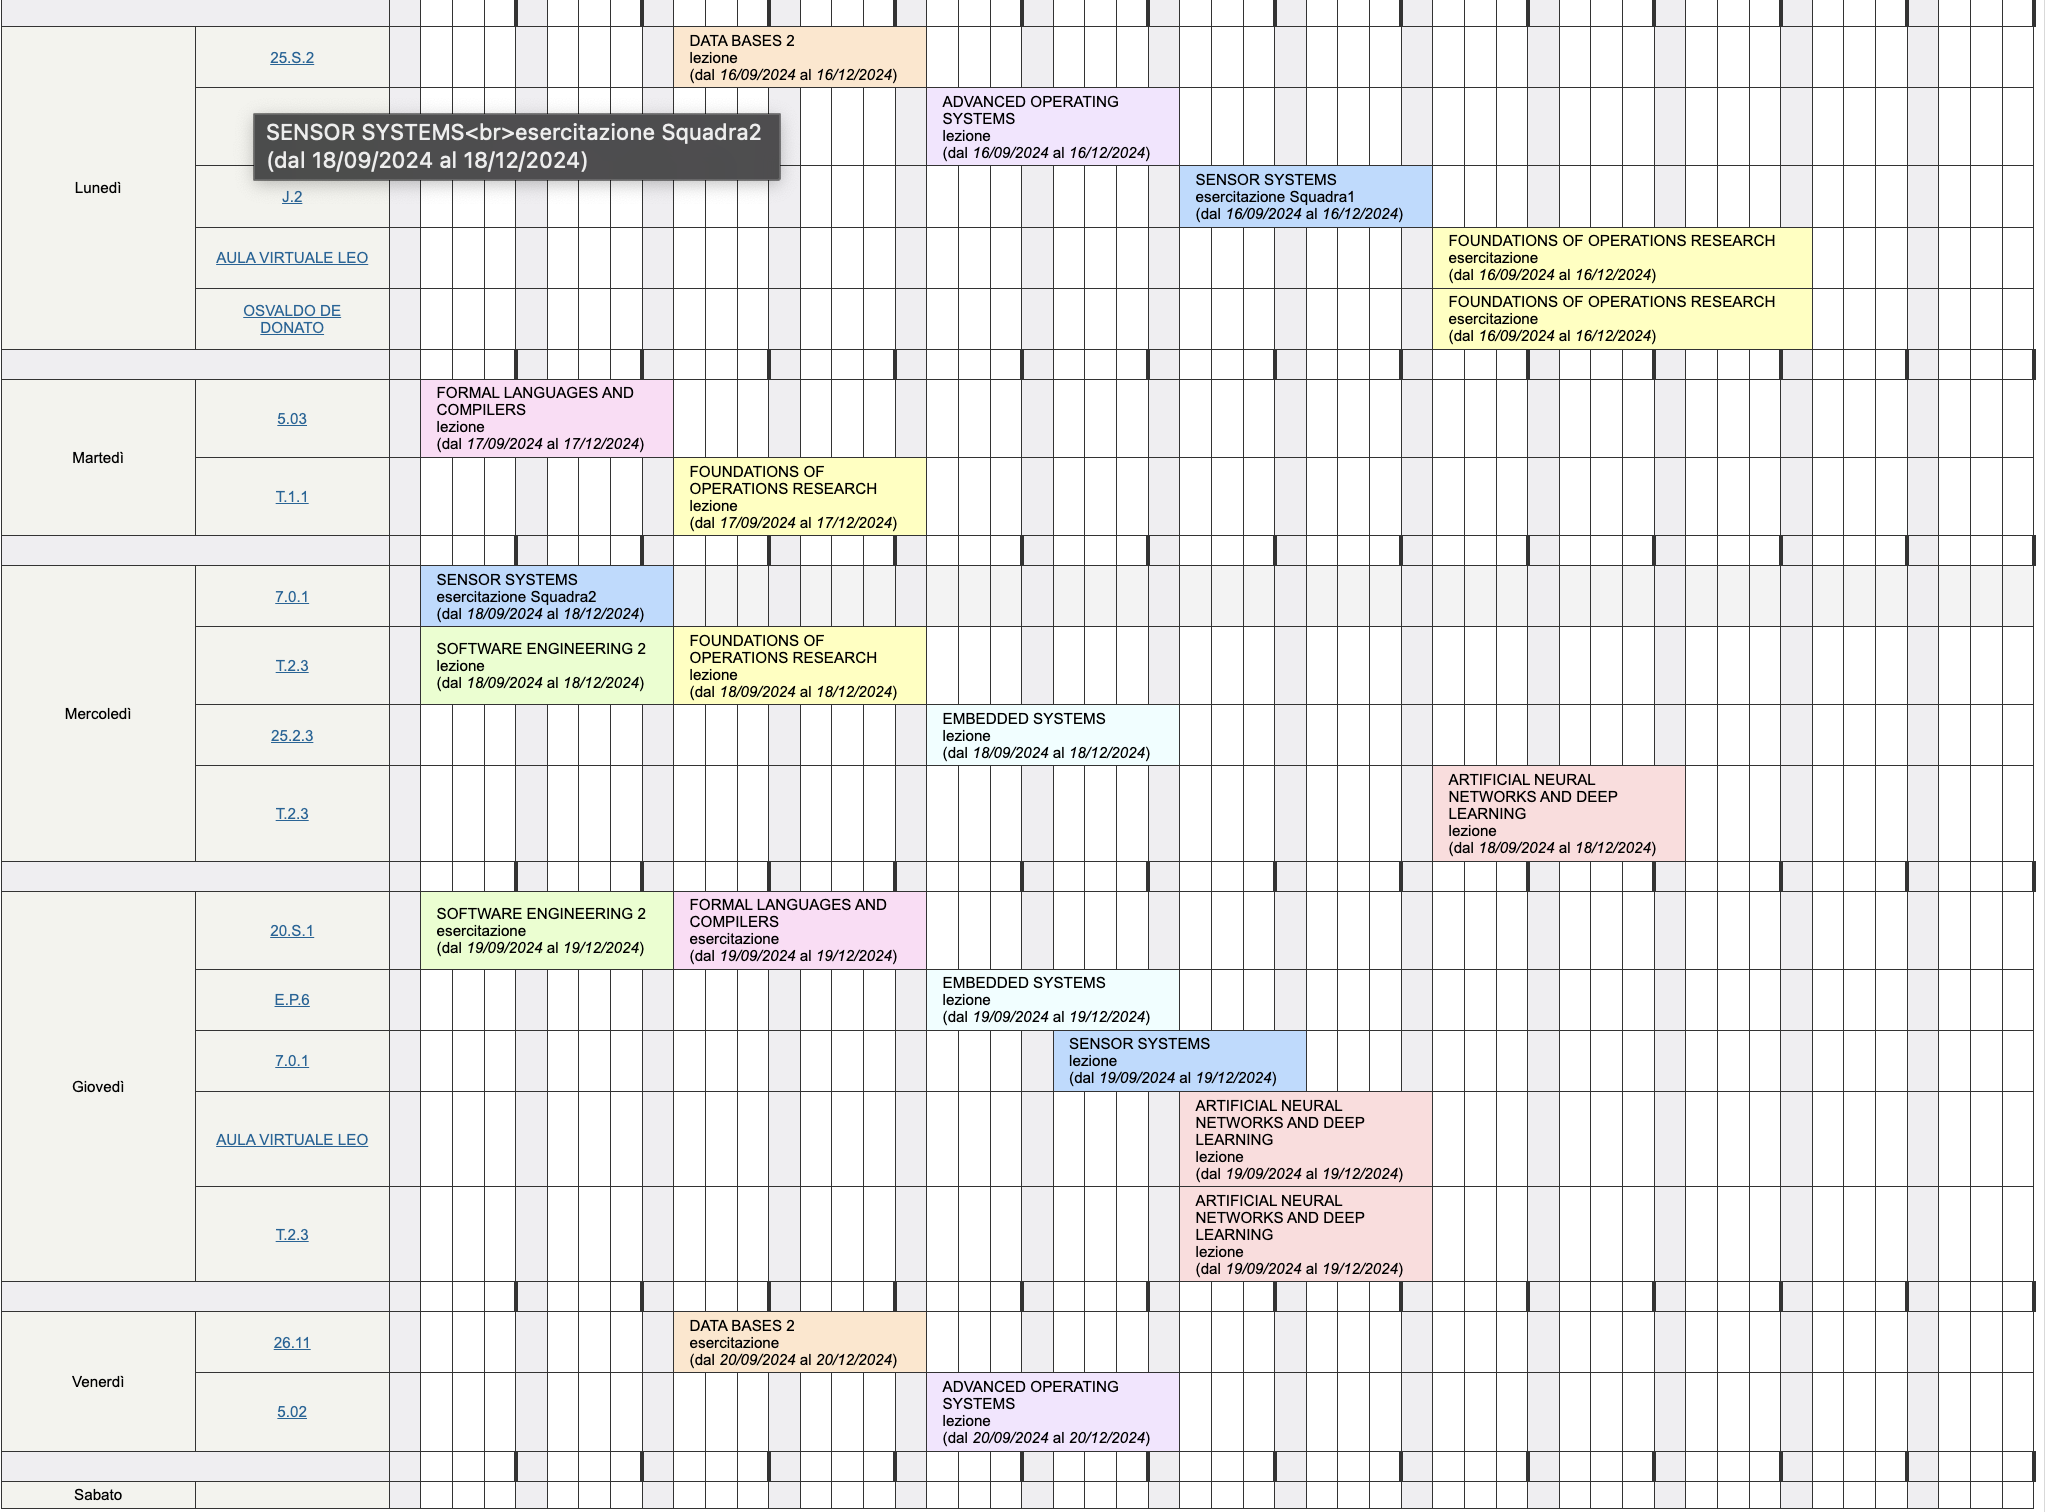 Lunedì
25.S.2
DATA BASES 2
lezione
(dal 16/09/2024 al 16/12/2024)
ADVANCED OPERATING
SYSTEMS
lezione
(dal 16/09/2024 al 16/12/2024)
SENSOR SYSTEMS<br>esercitazione Squadra2
(dal 18/09/2024 al 18/12/2024)
J.2
SENSOR SYSTEMS
esercitazione Squadra1
(dal 16/09/2024 al 16/12/2024)
AULA VIRTUALE LEO
FOUNDATIONS OF OPERATIONS RESEARCH
esercitazione
(dal 16/09/2024 al 16/12/2024)
OSVALDO DE
DONATO
FOUNDATIONS OF OPERATIONS RESEARCH
esercitazione
(dal 16/09/2024 al 16/12/2024)
Martedì
5.03
FORMAL LANGUAGES AND
COMPILERS
lezione
(dal 17/09/2024 al 17/12/2024)
T.1.1
FOUNDATIONS OF
OPERATIONS RESEARCH
lezione
(dal 17/09/2024 al 17/12/2024)
Mercoledì
7.0.1
SENSOR SYSTEMS
esercitazione Squadra2
(dal 18/09/2024 al 18/12/2024)
T.2.3
SOFTWARE ENGINEERING 2
lezione
(dal 18/09/2024 al 18/12/2024)
FOUNDATIONS OF
OPERATIONS RESEARCH
lezione
(dal 18/09/2024 al 18/12/2024)
25.2.3
EMBEDDED SYSTEMS
lezione
(dal 18/09/2024 al 18/12/2024)
T.2.3
ARTIFICIAL NEURAL
NETWORKS AND DEEP
LEARNING
lezione
(dal 18/09/2024 al 18/12/2024)
Giovedì
20.S.1
SOFTWARE ENGINEERING 2
esercitazione
(dal 19/09/2024 al 19/12/2024)
FORMAL LANGUAGES AND
COMPILERS
esercitazione
(dal 19/09/2024 al 19/12/2024)
E.P.6
EMBEDDED SYSTEMS
lezione
(dal 19/09/2024 al 19/12/2024)
7.0.1
SENSOR SYSTEMS
lezione
(dal 19/09/2024 al 19/12/2024)
AULA VIRTUALE LEO
ARTIFICIAL NEURAL
NETWORKS AND DEEP
LEARNING
lezione
(dal 19/09/2024 al 19/12/2024)
T.2.3
ARTIFICIAL NEURAL
NETWORKS AND DEEP
LEARNING
lezione
(dal 19/09/2024 al 19/12/2024)
Venerdì
26.11
DATA BASES 2
esercitazione
(dal 20/09/2024 al 20/12/2024)
5.02
ADVANCED OPERATING
SYSTEMS
lezione
(dal 20/09/2024 al 20/12/2024)
Sabato